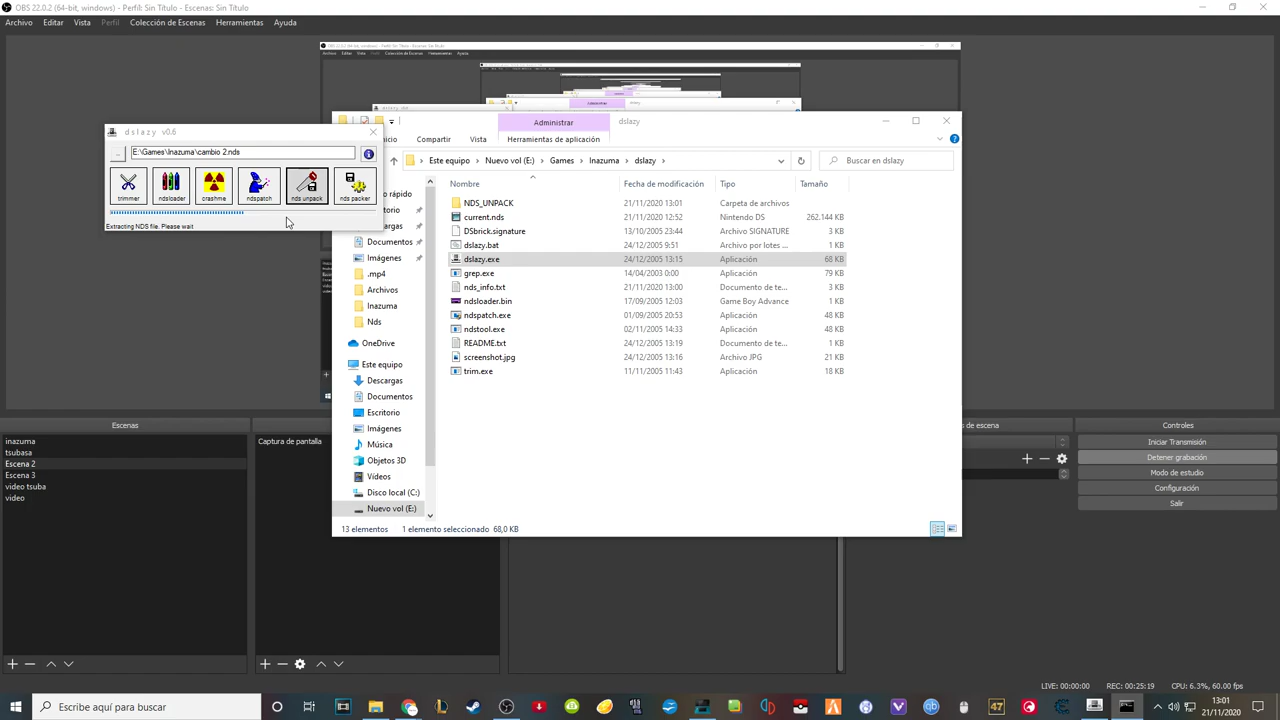 OBS 22.0.2 (64-bit, windows) - Perfil: Sin Título - Escenas: Sin Título
Archivo Editar Vista Perfil Colección de Escenas Herramientas Ayuda
Administrar dslazy
Compartir Vista Herramientas de aplicación
dslazy v0.6
E:\Games\Inazuma\cambio 2.nds
trimmer ndsloader crashme ndspatch nds unpack nds packer
Extracting NDS file. Please wait
Este equipo > Nuevo vol (E:) > Games > Inazuma > dslazy >
Buscar en dslazy
Nombre Fecha de modificación Tipo Tamaño
NDS_UNPACK 21/11/2020 13:01 Carpeta de archivos
current.nds 21/11/2020 12:52 Nintendo DS 262.144 KB
DSbrick.signature 13/10/2005 23:44 Archivo SIGNATURE 3 KB
dslazy.bat 24/12/2005 9:51 Archivo por lotes ... 1 KB
dslazy.exe 24/12/2005 13:15 Aplicación 68 KB
grep.exe 14/04/2003 0:00 Aplicación 79 KB
nds_info.txt 21/11/2020 13:00 Documento de te... 3 KB
ndsloader.bin 17/09/2005 12:03 Game Boy Advance 1 KB
ndspatch.exe 01/09/2005 20:53 Aplicación 48 KB
ndstool.exe 02/11/2005 14:33 Aplicación 48 KB
README.txt 24/12/2005 13:19 Documento de te... 1 KB
screenshot.jpg 24/12/2005 13:16 Archivo JPG 21 KB
trim.exe 11/11/2005 11:43 Aplicación 18 KB
Documentos
Imágenes
.mp4
Archivos
Inazuma
Nds
OneDrive
Este equipo
Descargas
Documentos
Escritorio
Imágenes
Música
Objetos 3D
Vídeos
Disco local (C:)
Nuevo vol (E:)
13 elementos 1 elemento seleccionado 68,0 KB
Escenas
inazuma
tsubasa
Escena 2
Escena 3
video tsuba
video
Captura de pantalla
s de escena
Controles
Iniciar Transmisión
Detener grabación
Modo de estudio
Configuración
Salir
LIVE: 00:00:00 REC: 00:25:19 CPU: 6.3%, 60.00 fps
Escribe aquí para buscar
47
13:01
21/11/2020